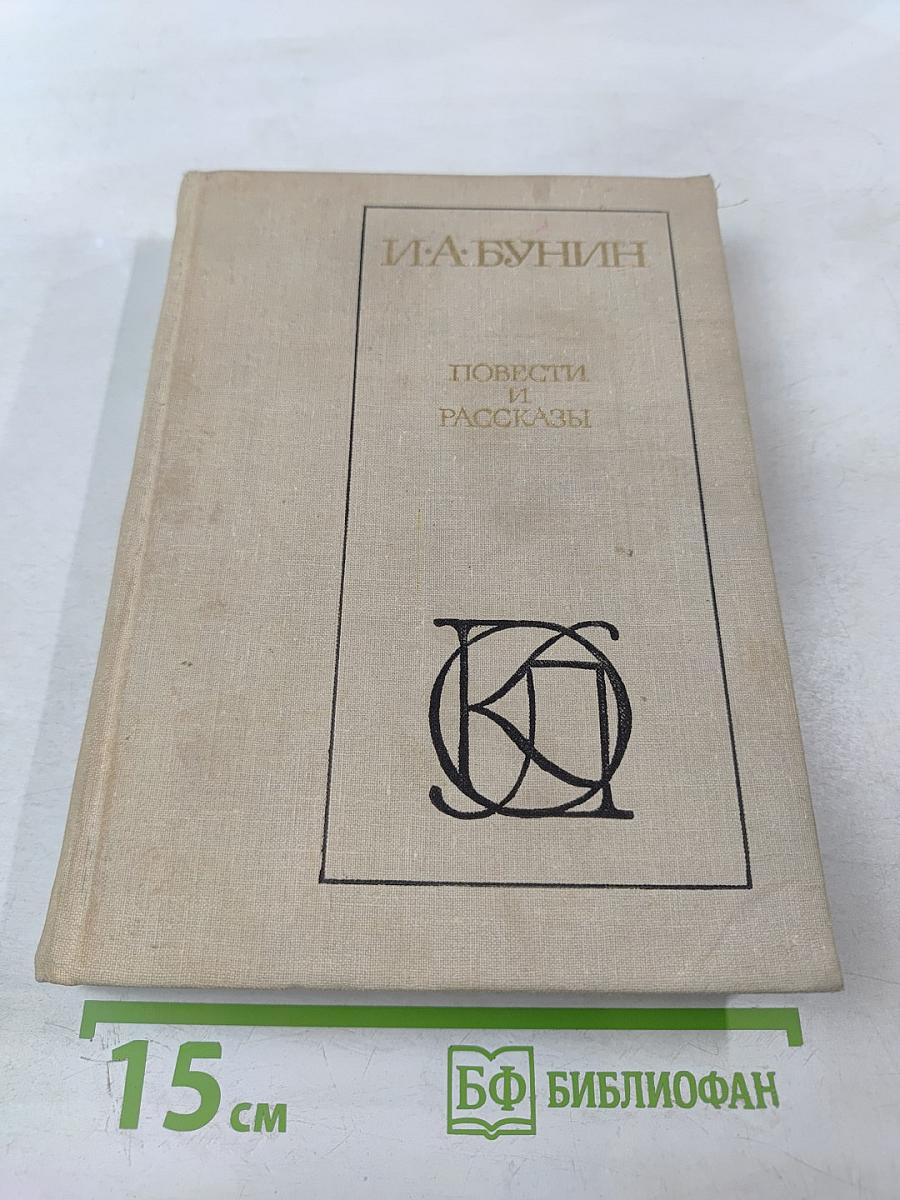 И·А·БУНИН
ПОВЕСТИ
И
РАССКАЗЫ
15 см
БФ БИБЛИОФАН